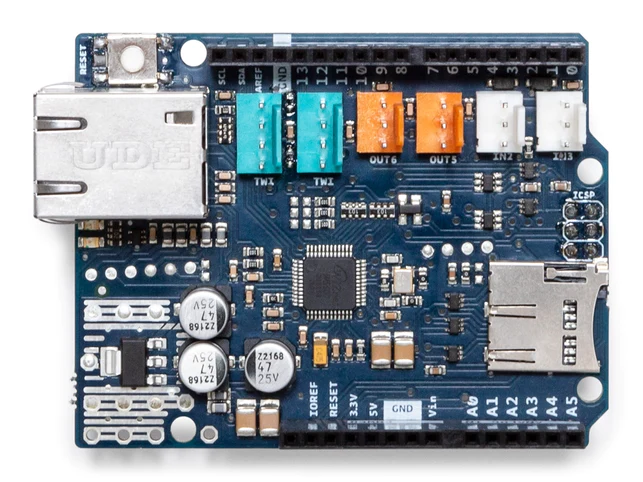 RESET
SCL
SDA
AREF
GND
13
12
11
10
9
8
7
6
5
4
3
2
1
0
UDE
TWI
TWI
OUT6
OUT5
IN2
IN3
ICSP
Z2168
47
25V
Z2168
47
25V
Z2168
47
25V
IOREF
RESET
3.3V
5V
GND
Vin
A0
A1
A2
A3
A4
A5